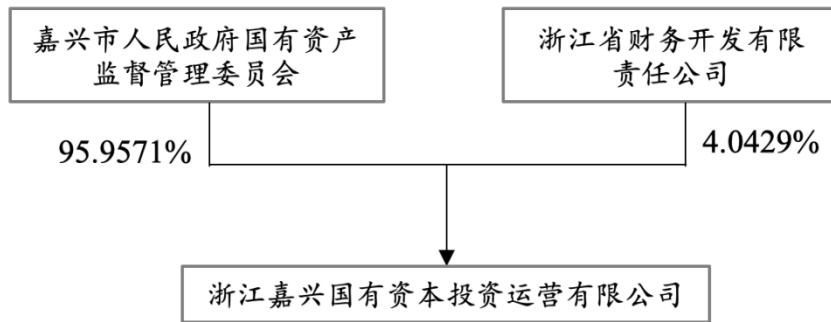 嘉兴市人民政府国有资产
监督管理委员会
浙江省财务开发有限
责任公司
95.9571%
4.0429%
浙江嘉兴国有资本投资运营有限公司